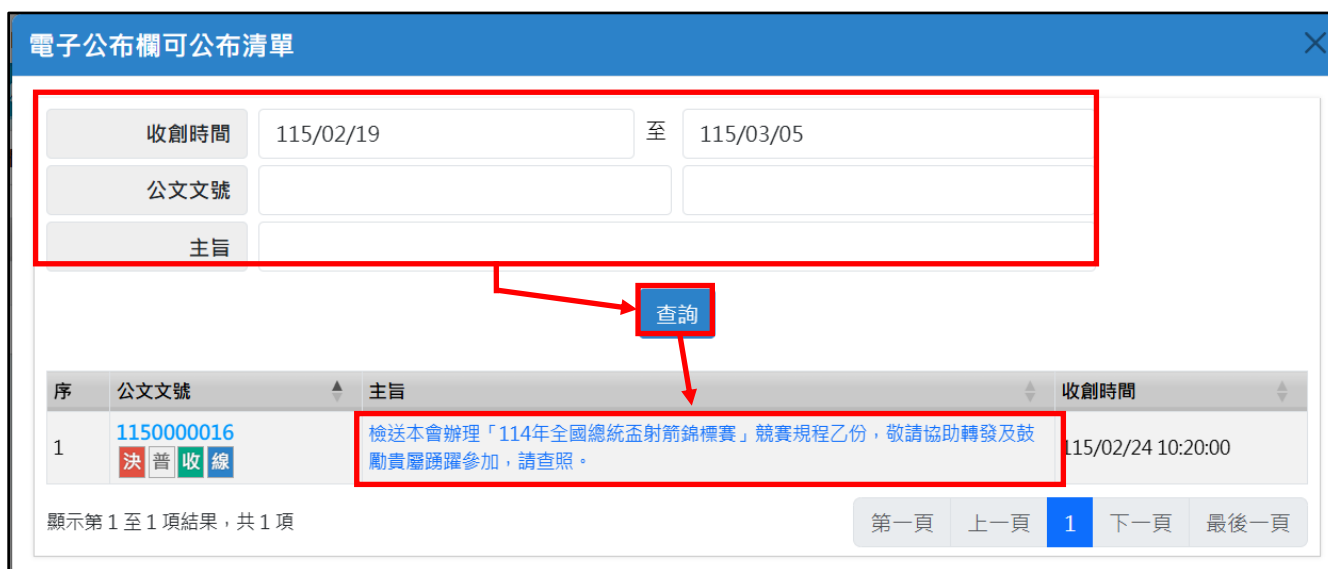 電子公布欄可公布清單
收創時間 115/02/19 至 115/03/05
公文文號
主旨
查詢
序 公文文號 主旨 收創時間
1 1150000016 檢送本會辦理「114年全國總統盃射箭錦標賽」競賽規程乙份，敬請協助轉發及鼓
決 普 收 線 勵貴屬踴躍參加，請查照。 115/02/24 10:20:00
顯示第 1 至 1 項結果，共 1 項 第一頁 上一頁 1 下一頁 最後一頁